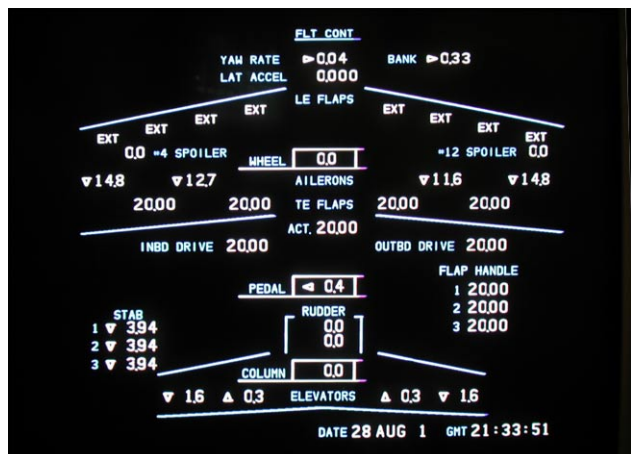 FLT CONT
YAW RATE ▷0.04 BANK ▷0.33
LAT ACCEL 0.000
LE FLAPS
EXT EXT EXT EXT EXT EXT EXT EXT
0.0 =4 SPOILER =12 SPOILER 0.0
WHEEL 0.0
▽14.8 ▽12.7 AILERONS ▽11.6 ▽14.8
20.00 20.00 TE FLAPS 20.00 20.00
ACT. 20.00
INBD DRIVE 20.00 OUTBD DRIVE 20.00
FLAP HANDLE
PEDAL ◁ 0.4 1 20.00
2 20.00
STAB RUDDER 3 20.00
1 ▽ 3.94 0.0
2 ▽ 3.94 0.0
3 ▽ 3.94
COLUMN 0.0
▽ 1.6 △ 0.3 ELEVATORS △ 0.3 ▽ 1.6
DATE 28 AUG 1 GMT 21:33:51